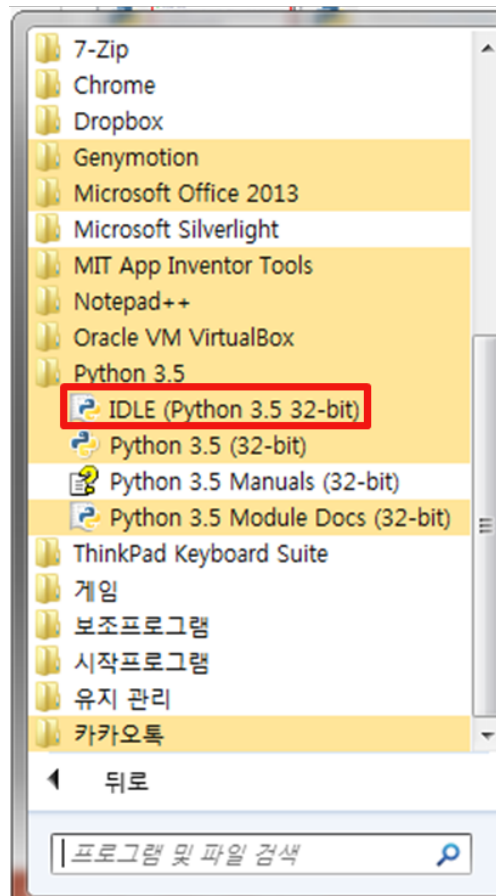 7-Zip
Chrome
Dropbox
Genymotion
Microsoft Office 2013
Microsoft Silverlight
MIT App Inventor Tools
Notepad++
Oracle VM VirtualBox
Python 3.5
IDLE (Python 3.5 32-bit)
Python 3.5 (32-bit)
Python 3.5 Manuals (32-bit)
Python 3.5 Module Docs (32-bit)
ThinkPad Keyboard Suite
게임
보조프로그램
시작프로그램
유지 관리
카카오톡
뒤로
프로그램 및 파일 검색